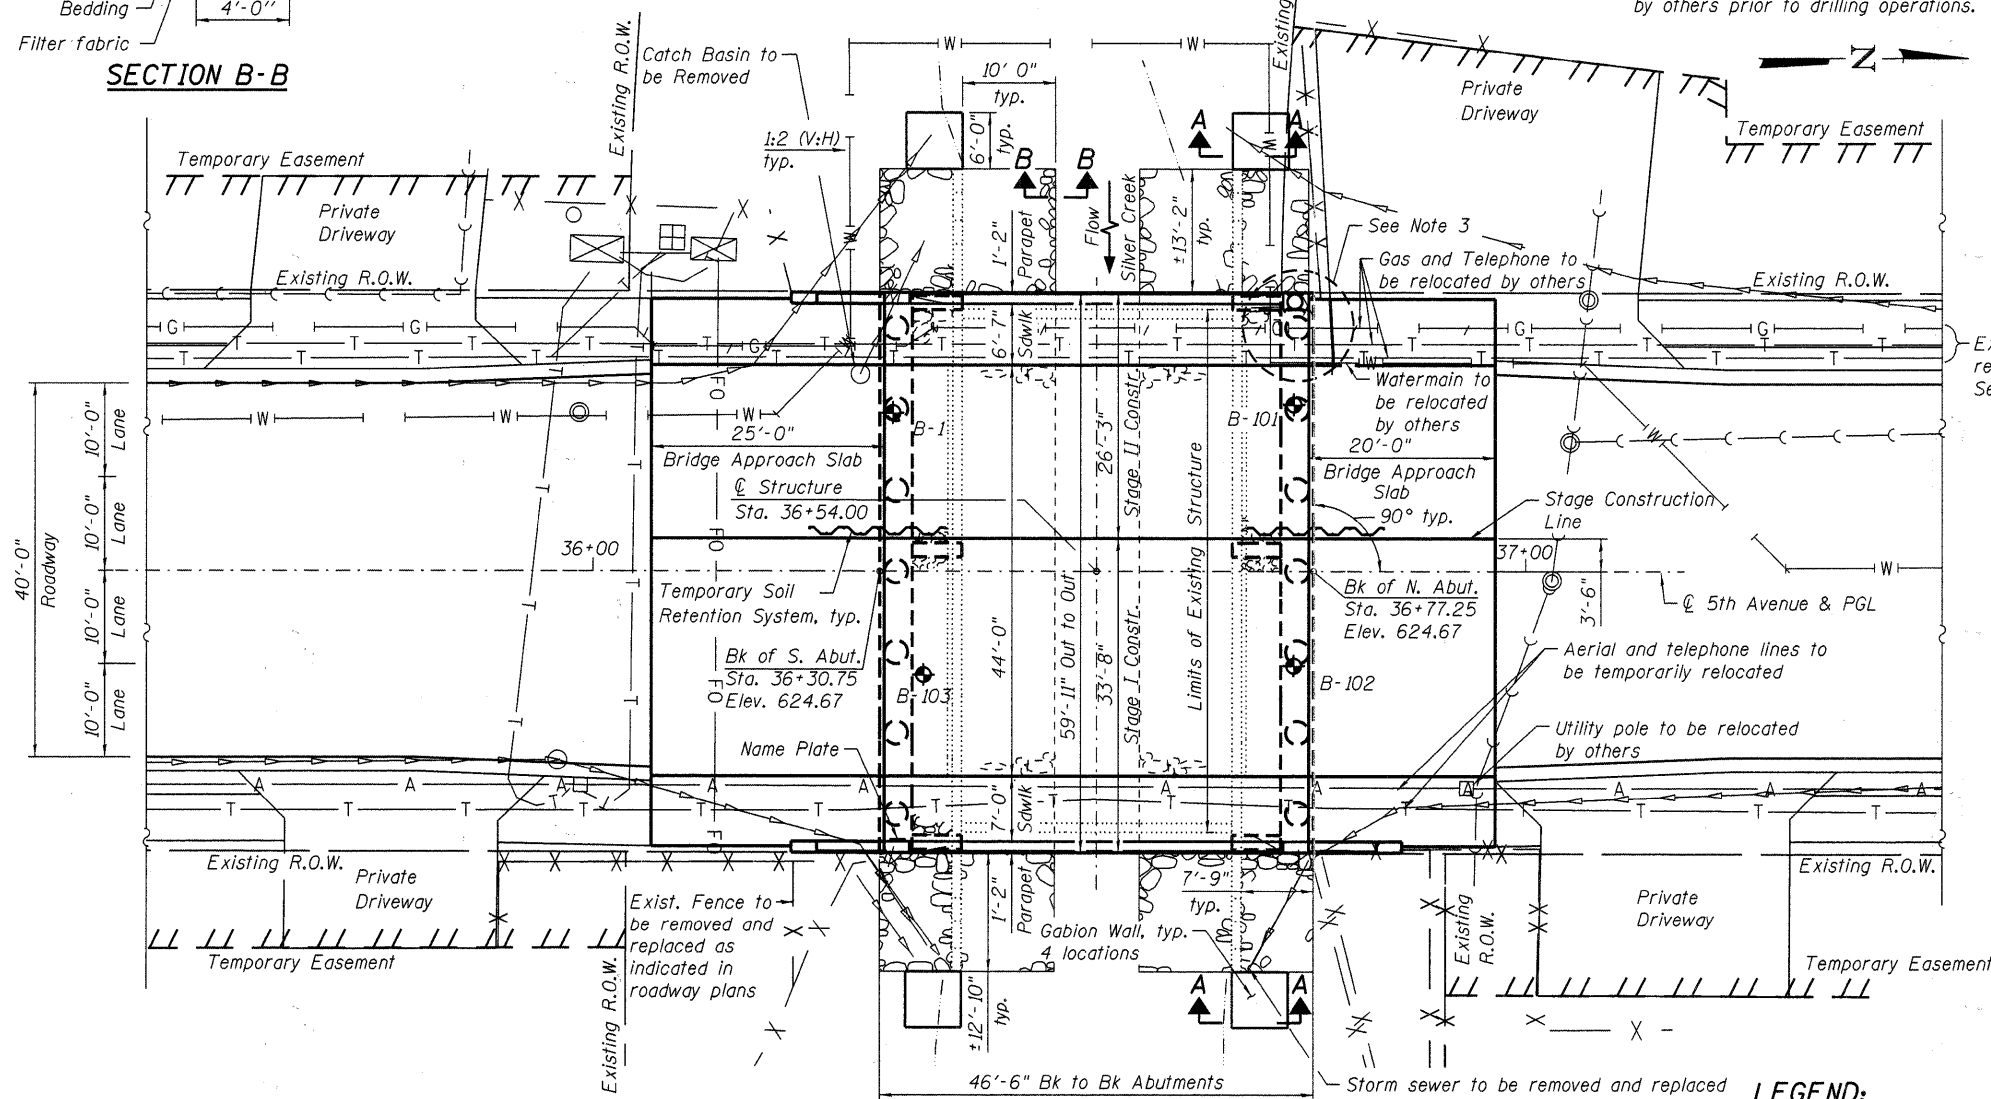 Bedding
4'-0"
Filter fabric
SECTION B-B
by others prior to drilling operations.
N
Existing R.O.W.
Catch Basin to
be Removed
W
W
10' 0"
typ.
Existing
Private
Driveway
Temporary Easement
Temporary Easement
1:2 (V:H)
typ.
6'-0"
typ.
A
A
B
B
Private
Driveway
1'-2"
Parapet
Flow
Silver Creek
±13'-2"
typ.
See Note 3
Gas and Telephone to
be relocated by others
Existing R.O.W.
Existing R.O.W.
G
G
G
G
G
T
T
T
6'-7"
Sdwlk
Watermain to
be relocated
by others
W
W
W
FO
B-1
B-101
25'-0"
Bridge Approach Slab
20'-0"
Bridge Approach
Slab
26'-3"
Stage II Constr.
40'-0"
Roadway
10'-0"
Lane
10'-0"
Lane
10'-0"
Lane
10'-0"
Lane
℄ Structure
Sta. 36+54.00
90° typ.
Stage Construction
Line
36+00
37+00
FO
W
Limits of Existing Structure
Temporary Soil
Retention System, typ.
Bk of N. Abut.
Sta. 36+77.25
Elev. 624.67
3'-6"
℄ 5th Avenue & PGL
Bk of S. Abut.
Sta. 36+30.75
Elev. 624.67
FO
B-103
B-102
44'-0"
59'-11" Out to Out
33'-8"
Stage I Constr.
Aerial and telephone lines to
be temporarily relocated
Utility pole to be relocated
by others
Name Plate
A
A
A
A
A
A
A
T
T
T
FO
7'-0"
Sdwlk
Existing R.O.W.
Private
Driveway
Temporary Easement
Exist. Fence to
be removed and
replaced as
indicated in
roadway plans
Existing R.O.W.
1'-2"
Parapet
±12'-10"
typ.
7'-9"
typ.
Gabion Wall, typ.
4 locations
A
A
Existing
R.O.W.
Private
Driveway
Existing R.O.W.
Temporary Easement
46'-6" Bk to Bk Abutments
Storm sewer to be removed and replaced
LEGEND: